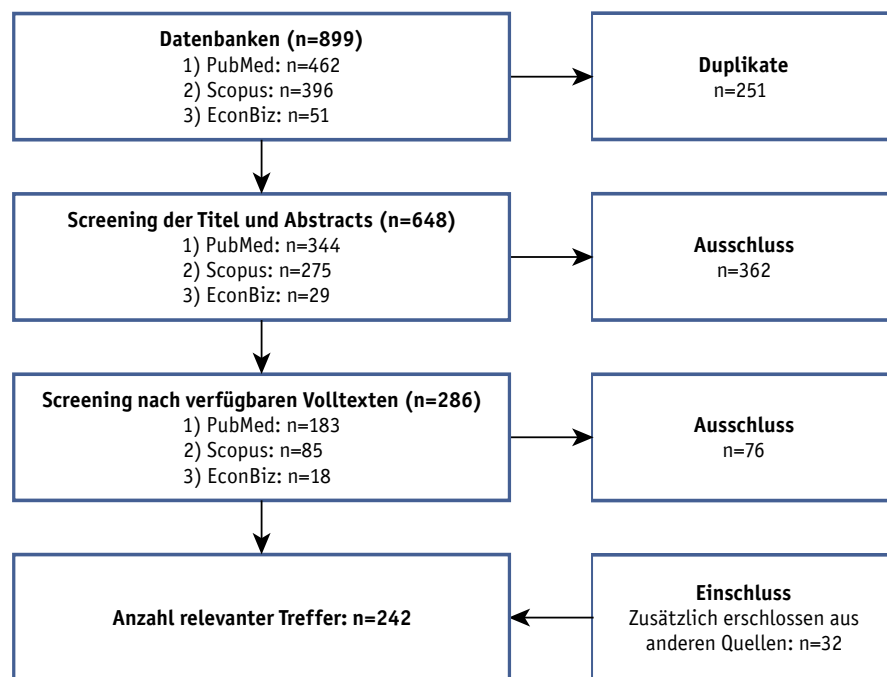 Datenbanken (n=899)
1) PubMed: n=462
2) Scopus: n=396
3) EconBiz: n=51
Duplikate
n=251
Screening der Titel und Abstracts (n=648)
1) PubMed: n=344
2) Scopus: n=275
3) EconBiz: n=29
Ausschluss
n=362
Screening nach verfügbaren Volltexten (n=286)
1) PubMed: n=183
2) Scopus: n=85
3) EconBiz: n=18
Ausschluss
n=76
Anzahl relevanter Treffer: n=242
Einschluss
Zusätzlich erschlossen aus
anderen Quellen: n=32